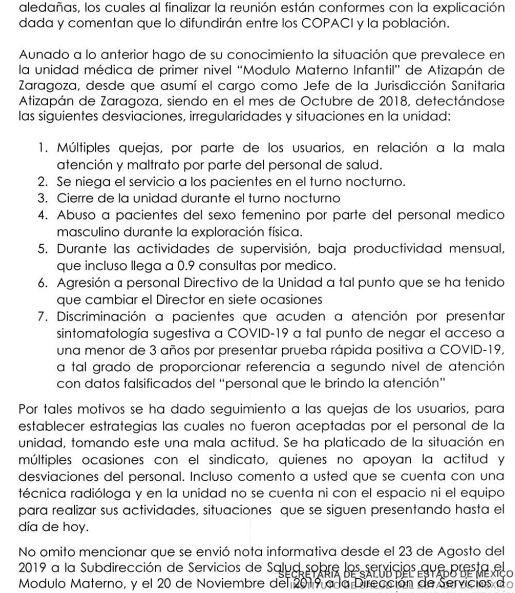 aledañas, los cuales al finalizar la reunión están conformes con la explicación
dada y comentan que lo difundirán entre los COPACI y la población.
Aunado a lo anterior hago de su conocimiento la situación que prevalece en
la unidad médica de primer nivel "Modulo Materno Infantil" de Atizapán de
Zaragoza, desde que asumí el cargo como Jefe de la Jurisdicción Sanitaria
Atizapán de Zaragoza, siendo en el mes de Octubre de 2018, detectándose
las siguientes desviaciones, irregularidades y situaciones en la unidad:
1. Múltiples quejas, por parte de los usuarios, en relación a la mala
atención y maltrato por parte del personal de salud.
2. Se niega el servicio a los pacientes en el turno nocturno.
3. Cierre de la unidad durante el turno nocturno
4. Abuso a pacientes del sexo femenino por parte del personal medico
masculino durante la exploración física.
5. Durante las actividades de supervisión, baja productividad mensual,
que incluso llega a 0.9 consultas por medico.
6. Agresión a personal Directivo de la Unidad a tal punto que se ha tenido
que cambiar el Director en siete ocasiones
7. Discriminación a pacientes que acuden a atención por presentar
sintomatología sugestiva a COVID-19 a tal punto de negar el acceso a
una menor de 3 años por presentar prueba rápida positiva a COVID-19,
a tal grado de proporcionar referencia a segundo nivel de atención
con datos falsificados del "personal que le brindo la atención"
Por tales motivos se ha dado seguimiento a las quejas de los usuarios, para
establecer estrategias las cuales no fueron aceptadas por el personal de la
unidad, tomando este una mala actitud. Se ha platicado de la situación en
múltiples ocasiones con el sindicato, quienes no apoyan la actitud y
desviaciones del personal. Incluso comento a usted que se cuenta con una
técnica radióloga y en la unidad no se cuenta ni con el espacio ni el equipo
para realizar sus actividades, situaciones que se siguen presentando hasta el
día de hoy.
No omito mencionar que se envió nota informativa desde el 23 de Agosto del
2019 a la Subdirección de Servicios de Salud sobre los servicios que presta el
SECRETARÍA DE SALUD DEL ESTADO DE MÉXICO
Modulo Materno, y el 20 de Noviembre del 2019 a la Dirección de Servicios d